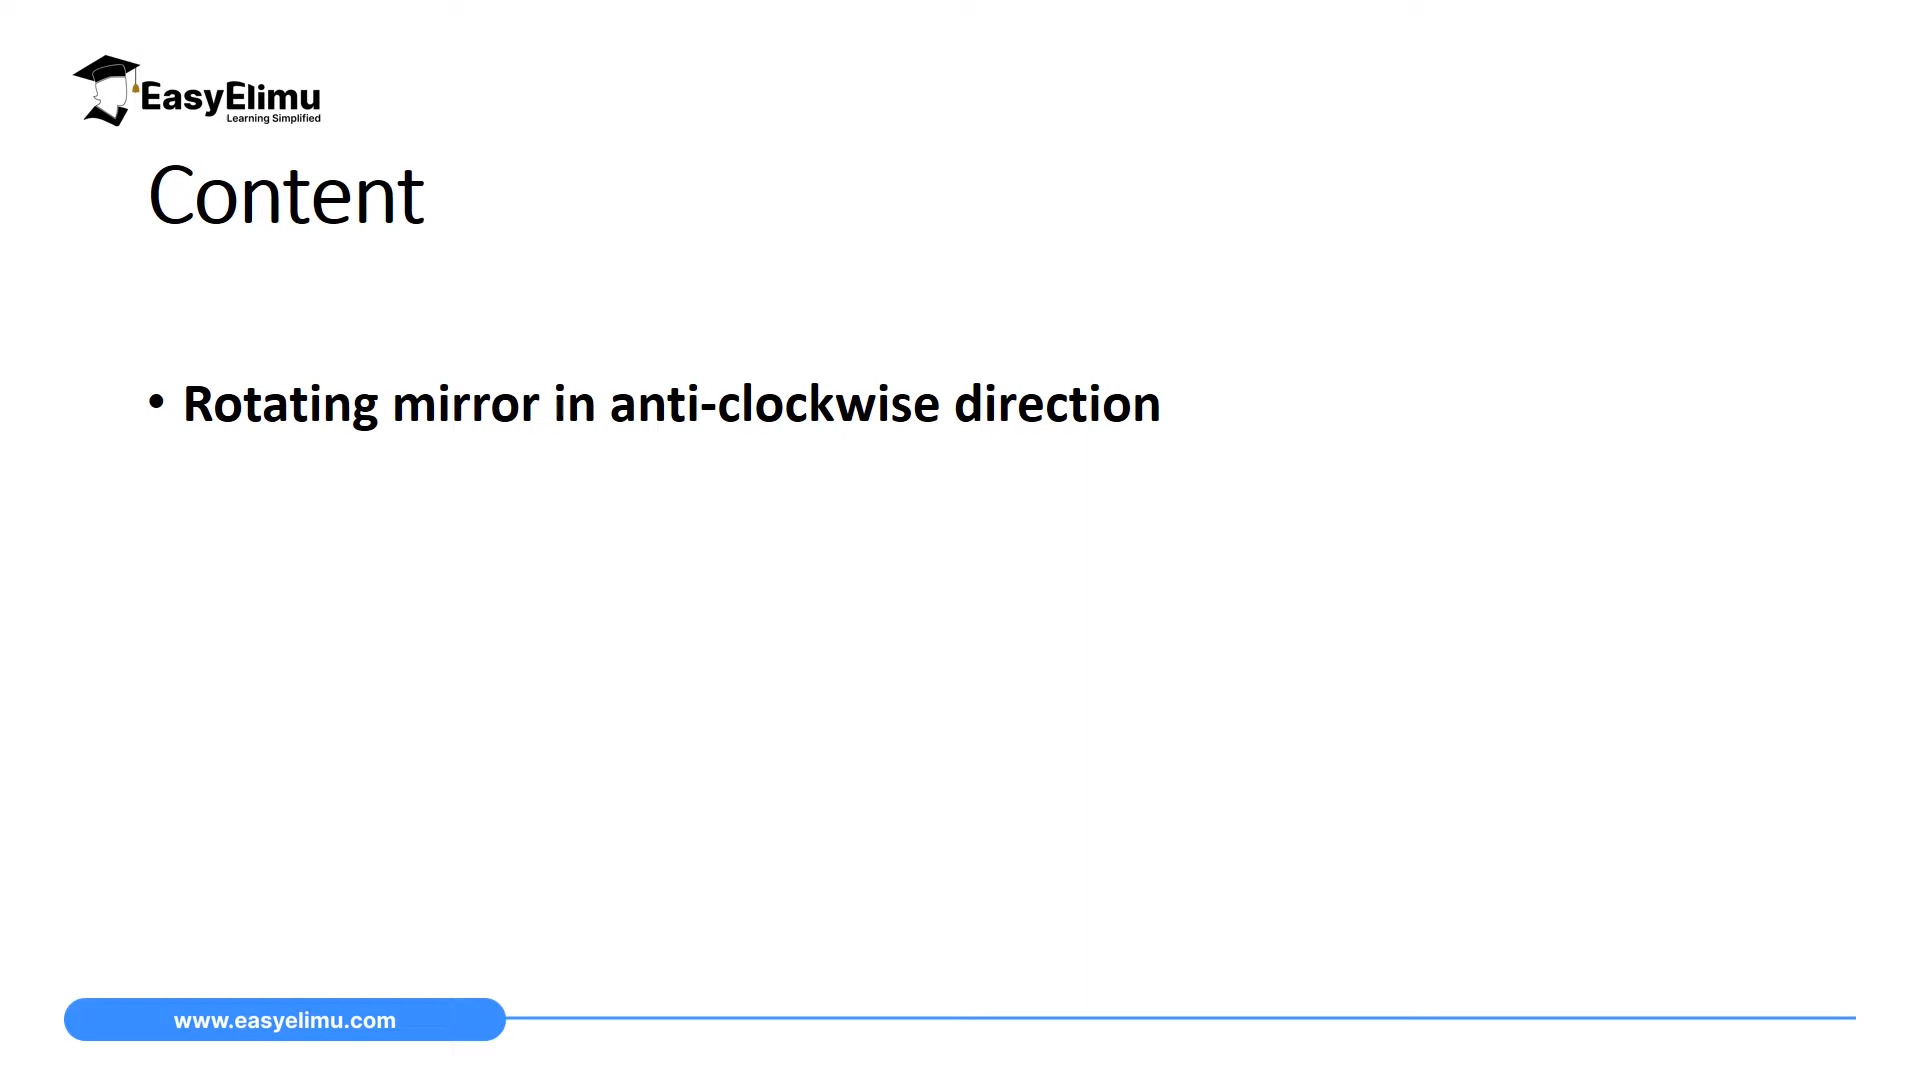 EasyElimu
Learning Simplified
Content
• Rotating mirror in anti-clockwise direction
www.easyelimu.com